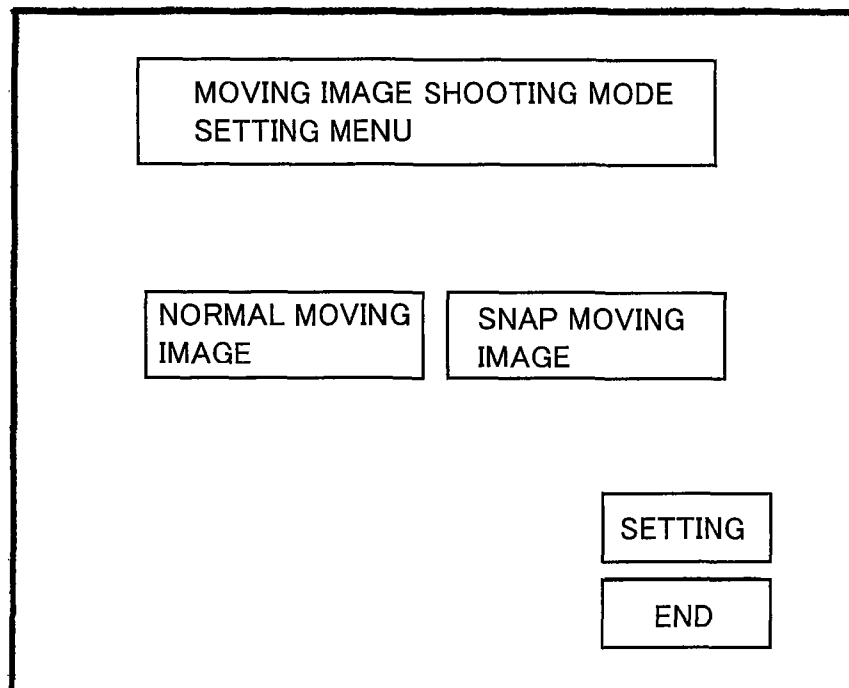 MOVING IMAGE SHOOTING MODE
SETTING MENU
NORMAL MOVING
IMAGE
SNAP MOVING
IMAGE
SETTING
END